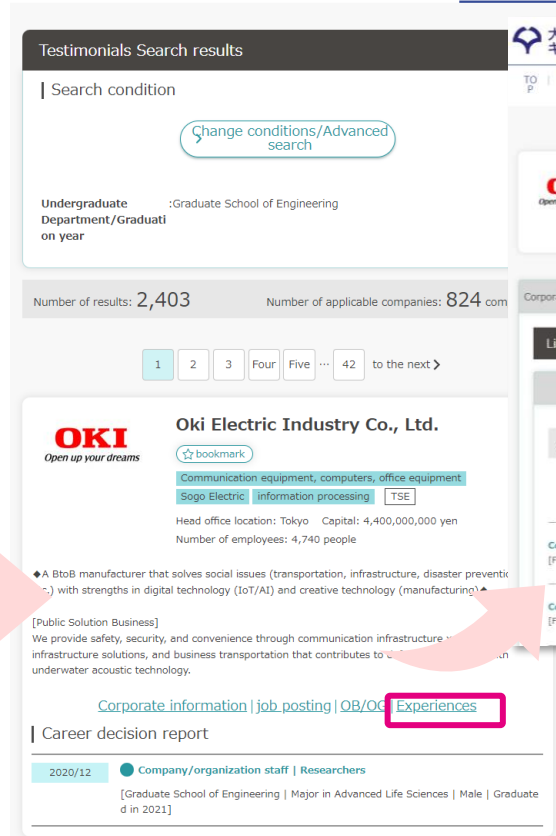 Testimonials Search results
Search condition
Change conditions/Advanced
search
Undergraduate
Department/Graduati
on year
:Graduate School of Engineering
Number of results: 2,403
Number of applicable companies: 824 com
1 2 3 Four Five ... 42 to the next
OKI
Open up your dreams
Oki Electric Industry Co., Ltd.
bookmark
Communication equipment, computers, office equipment
Sogo Electric information processing TSE
Head office location: Tokyo Capital: 4,400,000,000 yen
Number of employees: 4,740 people
◆A BtoB manufacturer that solves social issues (transportation, infrastructure, disaster
.) with strengths in digital technology (IoT/AI) and creative technology (manufacturing)◆
[Public Solution Business]
We provide safety, security, and convenience through communication infrastructure
infrastructure solutions, and business transportation that contributes to
underwater acoustic technology.
Corporate information | job posting | OB/OG | Experiences
Career decision report
2020/12
Company/organization staff | Researchers
[Graduate School of Engineering | Major in Advanced Life Sciences | Male | Graduate
d in 2021]
TO
P